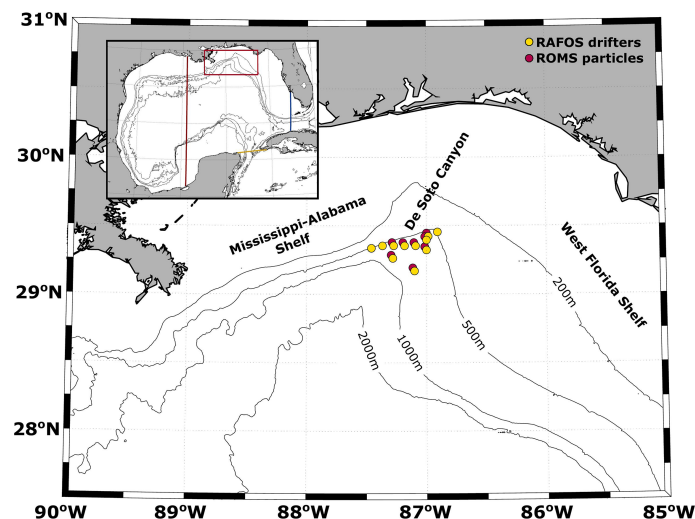 31°N
RAFOS drifters
ROMS particles
30°N
De Soto Canyon
Mississippi-Alabama
Shelf
West Florida Shelf
29°N
200m
500m
1000m
2000m
28°N
90°W
89°W
88°W
87°W
86°W
85°W